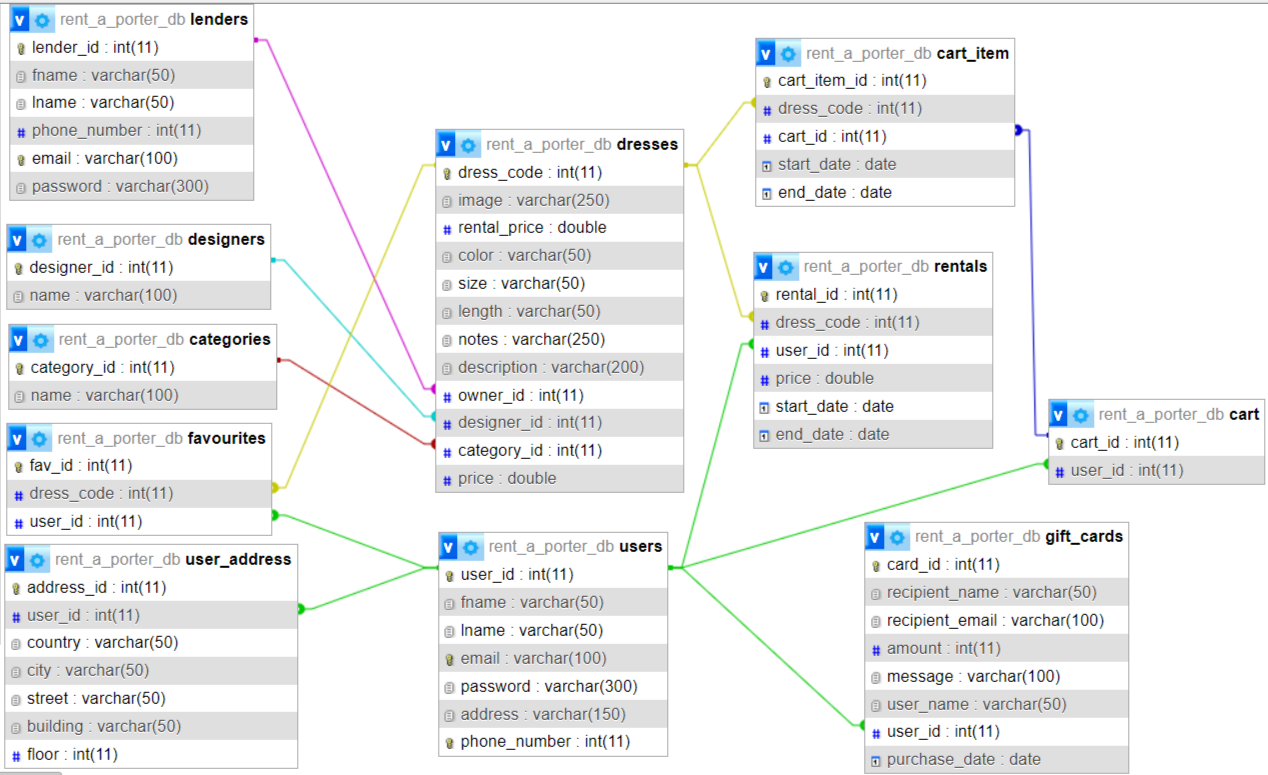 rent_a_porter_db lenders
lender_id : int(11)
fname : varchar(50)
lname : varchar(50)
phone_number : int(11)
email : varchar(100)
password : varchar(300)
rent_a_porter_db designers
designer_id : int(11)
name : varchar(100)
rent_a_porter_db categories
category_id : int(11)
name : varchar(100)
rent_a_porter_db favourites
fav_id : int(11)
dress_code : int(11)
user_id : int(11)
rent_a_porter_db user_address
address_id : int(11)
user_id : int(11)
country : varchar(50)
city : varchar(50)
street : varchar(50)
building : varchar(50)
floor : int(11)
rent_a_porter_db dresses
dress_code : int(11)
image : varchar(250)
rental_price : double
color : varchar(50)
size : varchar(50)
length : varchar(50)
notes : varchar(250)
description : varchar(200)
owner_id : int(11)
designer_id : int(11)
category_id : int(11)
price : double
rent_a_porter_db users
user_id : int(11)
fname : varchar(50)
lname : varchar(50)
email : varchar(100)
password : varchar(300)
address : varchar(150)
phone_number : int(11)
rent_a_porter_db cart_item
cart_item_id : int(11)
dress_code : int(11)
cart_id : int(11)
start_date : date
end_date : date
rent_a_porter_db rentals
rental_id : int(11)
dress_code : int(11)
user_id : int(11)
price : double
start_date : date
end_date : date
rent_a_porter_db cart
cart_id : int(11)
user_id : int(11)
rent_a_porter_db gift_cards
card_id : int(11)
recipient_name : varchar(50)
recipient_email : varchar(100)
amount : int(11)
message : varchar(100)
user_name : varchar(50)
user_id : int(11)
purchase_date : date